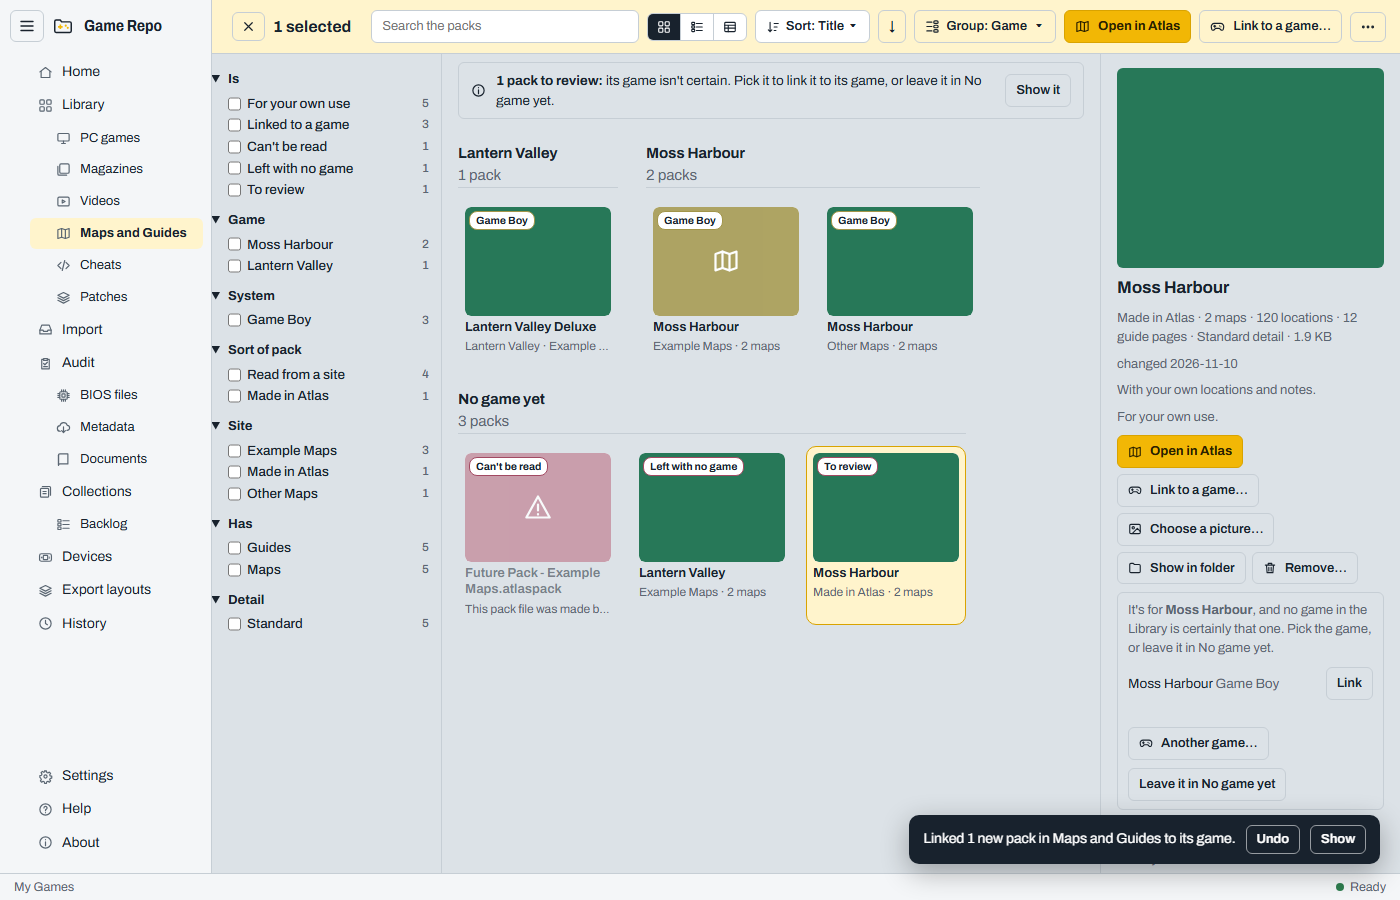 Game Repo
1 selected
Search the packs
Sort: Title
Group: Game
Open in Atlas
Link to a game...
Home
Library
PC games
Magazines
Videos
Maps and Guides
Cheats
Patches
Import
Audit
BIOS files
Metadata
Documents
Collections
Backlog
Devices
Export layouts
History
Settings
Help
About
Is
For your own use 5
Linked to a game 3
Can't be read 1
Left with no game 1
To review 1
Game
Moss Harbour 2
Lantern Valley 1
System
Game Boy 3
Sort of pack
Read from a site 4
Made in Atlas 1
Site
Example Maps 3
Made in Atlas 1
Other Maps 1
Has
Guides 5
Maps 5
Detail
Standard 5
1 pack to review: its game isn't certain. Pick it to link it to its game, or leave it in No
game yet.
Show it
Lantern Valley
1 pack
Moss Harbour
2 packs
Game Boy
Lantern Valley Deluxe
Lantern Valley · Example ...
Game Boy
Moss Harbour
Example Maps · 2 maps
Game Boy
Moss Harbour
Other Maps · 2 maps
No game yet
3 packs
Can't be read
Future Pack - Example
Maps.atlaspack
This pack file was made b...
Left with no game
Lantern Valley
Example Maps · 2 maps
To review
Moss Harbour
Made in Atlas · 2 maps
Moss Harbour
Made in Atlas · 2 maps · 120 locations · 12
guide pages · Standard detail · 1.9 KB
changed 2026-11-10
With your own locations and notes.
For your own use.
Open in Atlas
Link to a game...
Choose a picture...
Show in folder
Remove...
It's for Moss Harbour, and no game in the
Library is certainly that one. Pick the game,
or leave it in No game yet.
Moss Harbour Game Boy
Link
Another game...
Leave it in No game yet
Linked 1 new pack in Maps and Guides to its game.
Undo
Show
My Games
Ready